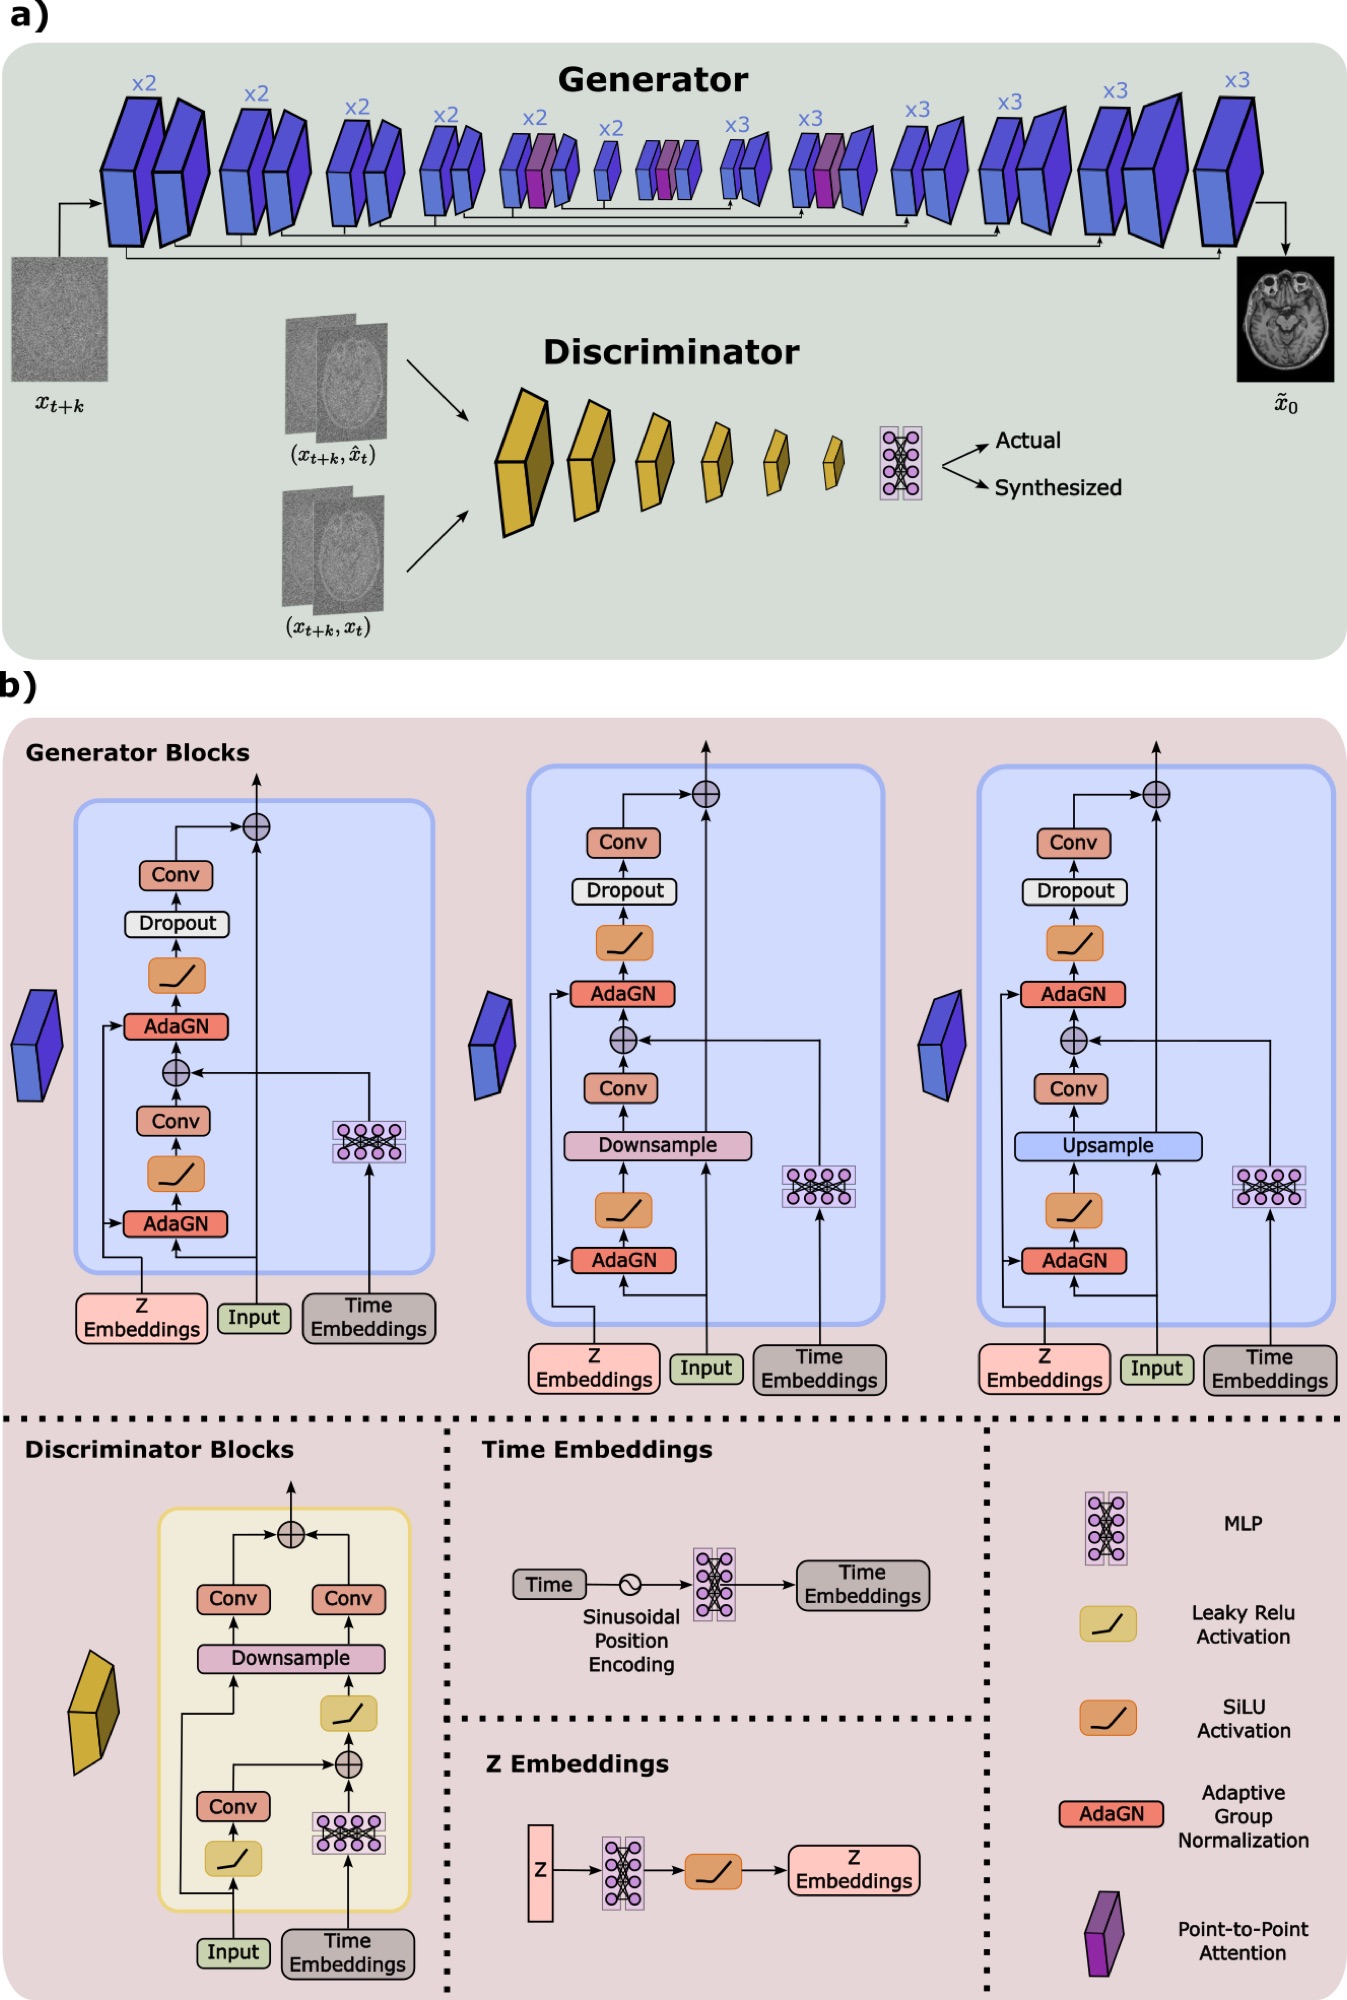 a)
Generator
x2
x2
x2
x2
x2
x2
x3
x3
x3
x3
x3
x3
x_{t+k}
x̃_0
Discriminator
(x_{t+k}, x̂_t)
(x_{t+k}, x_t)
Actual
Synthesized
b)
Generator Blocks
Conv
Dropout
AdaGN
Conv
AdaGN
Z
Embeddings
Input
Time
Embeddings
Conv
Dropout
AdaGN
Conv
Downsample
AdaGN
Z
Embeddings
Input
Time
Embeddings
Conv
Dropout
AdaGN
Conv
Upsample
AdaGN
Z
Embeddings
Input
Time
Embeddings
Discriminator Blocks
Conv
Conv
Downsample
Conv
Input
Time
Embeddings
Time Embeddings
Time
Sinusoidal
Position
Encoding
Time
Embeddings
Z Embeddings
Z
Z
Embeddings
MLP
Leaky Relu
Activation
SiLU
Activation
AdaGN
Adaptive
Group
Normalization
Point-to-Point
Attention